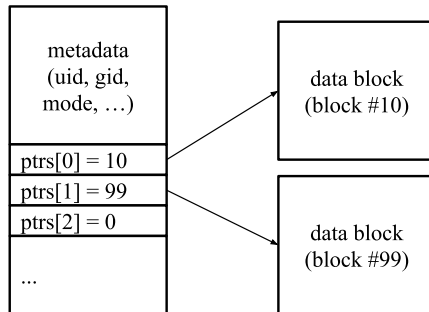 metadata
(uid, gid,
mode, …)
ptrs[0] = 10
ptrs[1] = 99
ptrs[2] = 0
...
data block
(block #10)
data block
(block #99)